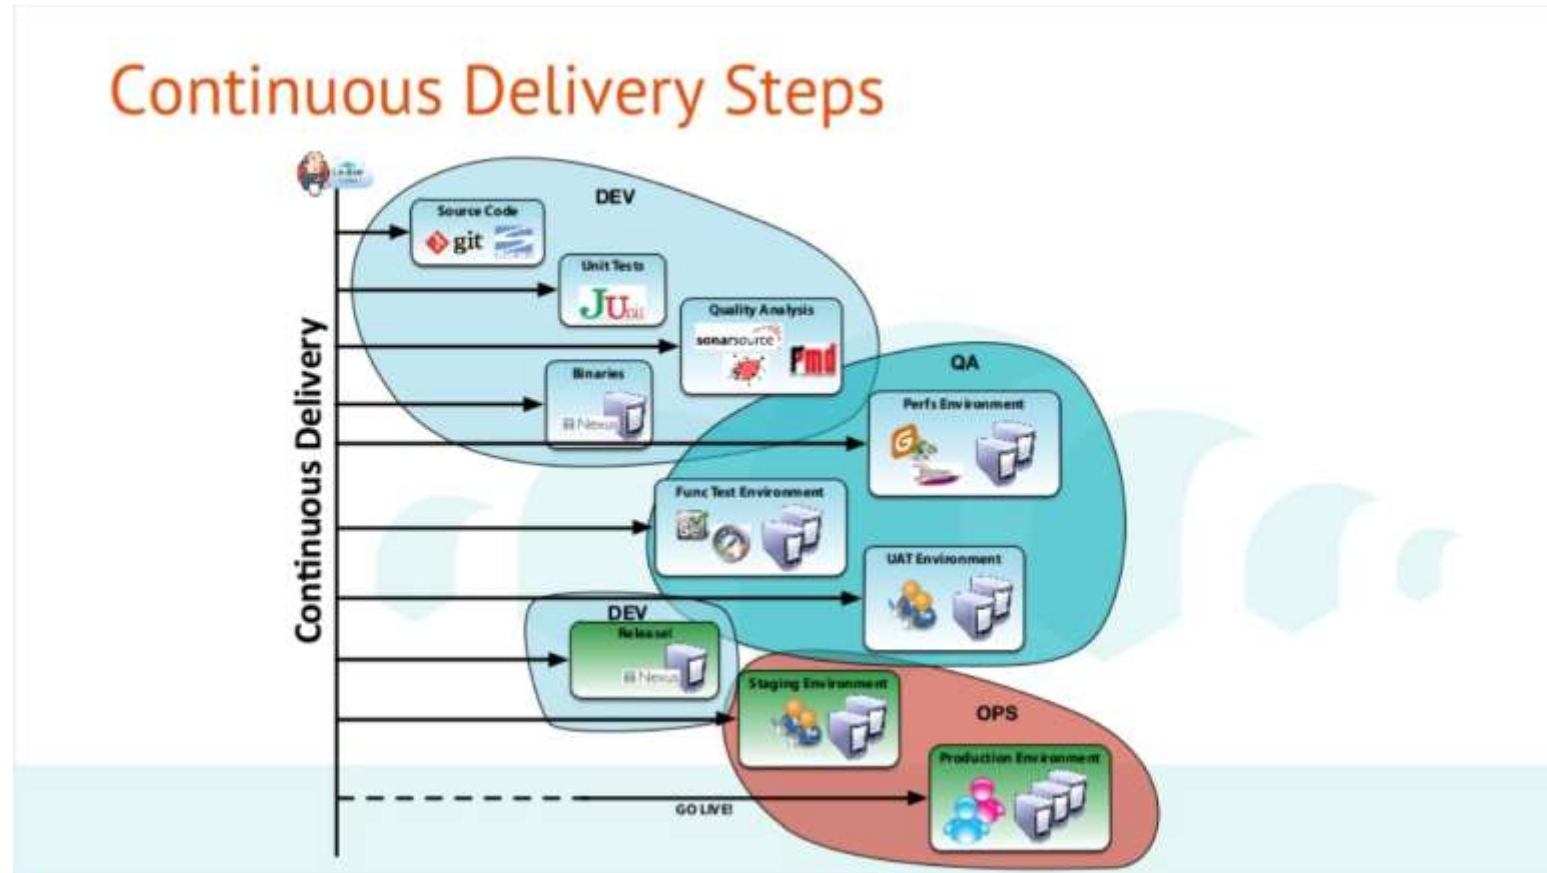 Continuous Delivery Steps
DEV
Source Code
git
Unit Tests
JUnit
Quality Analysis
sonarsource
Pmd
Binaries
Nexus
QA
Perfs Environment
Func Test Environment
UAT Environment
DEV
Release!
Nexus
Staging Environment
OPS
Production Environment
GO LIVE!
Continuous Delivery